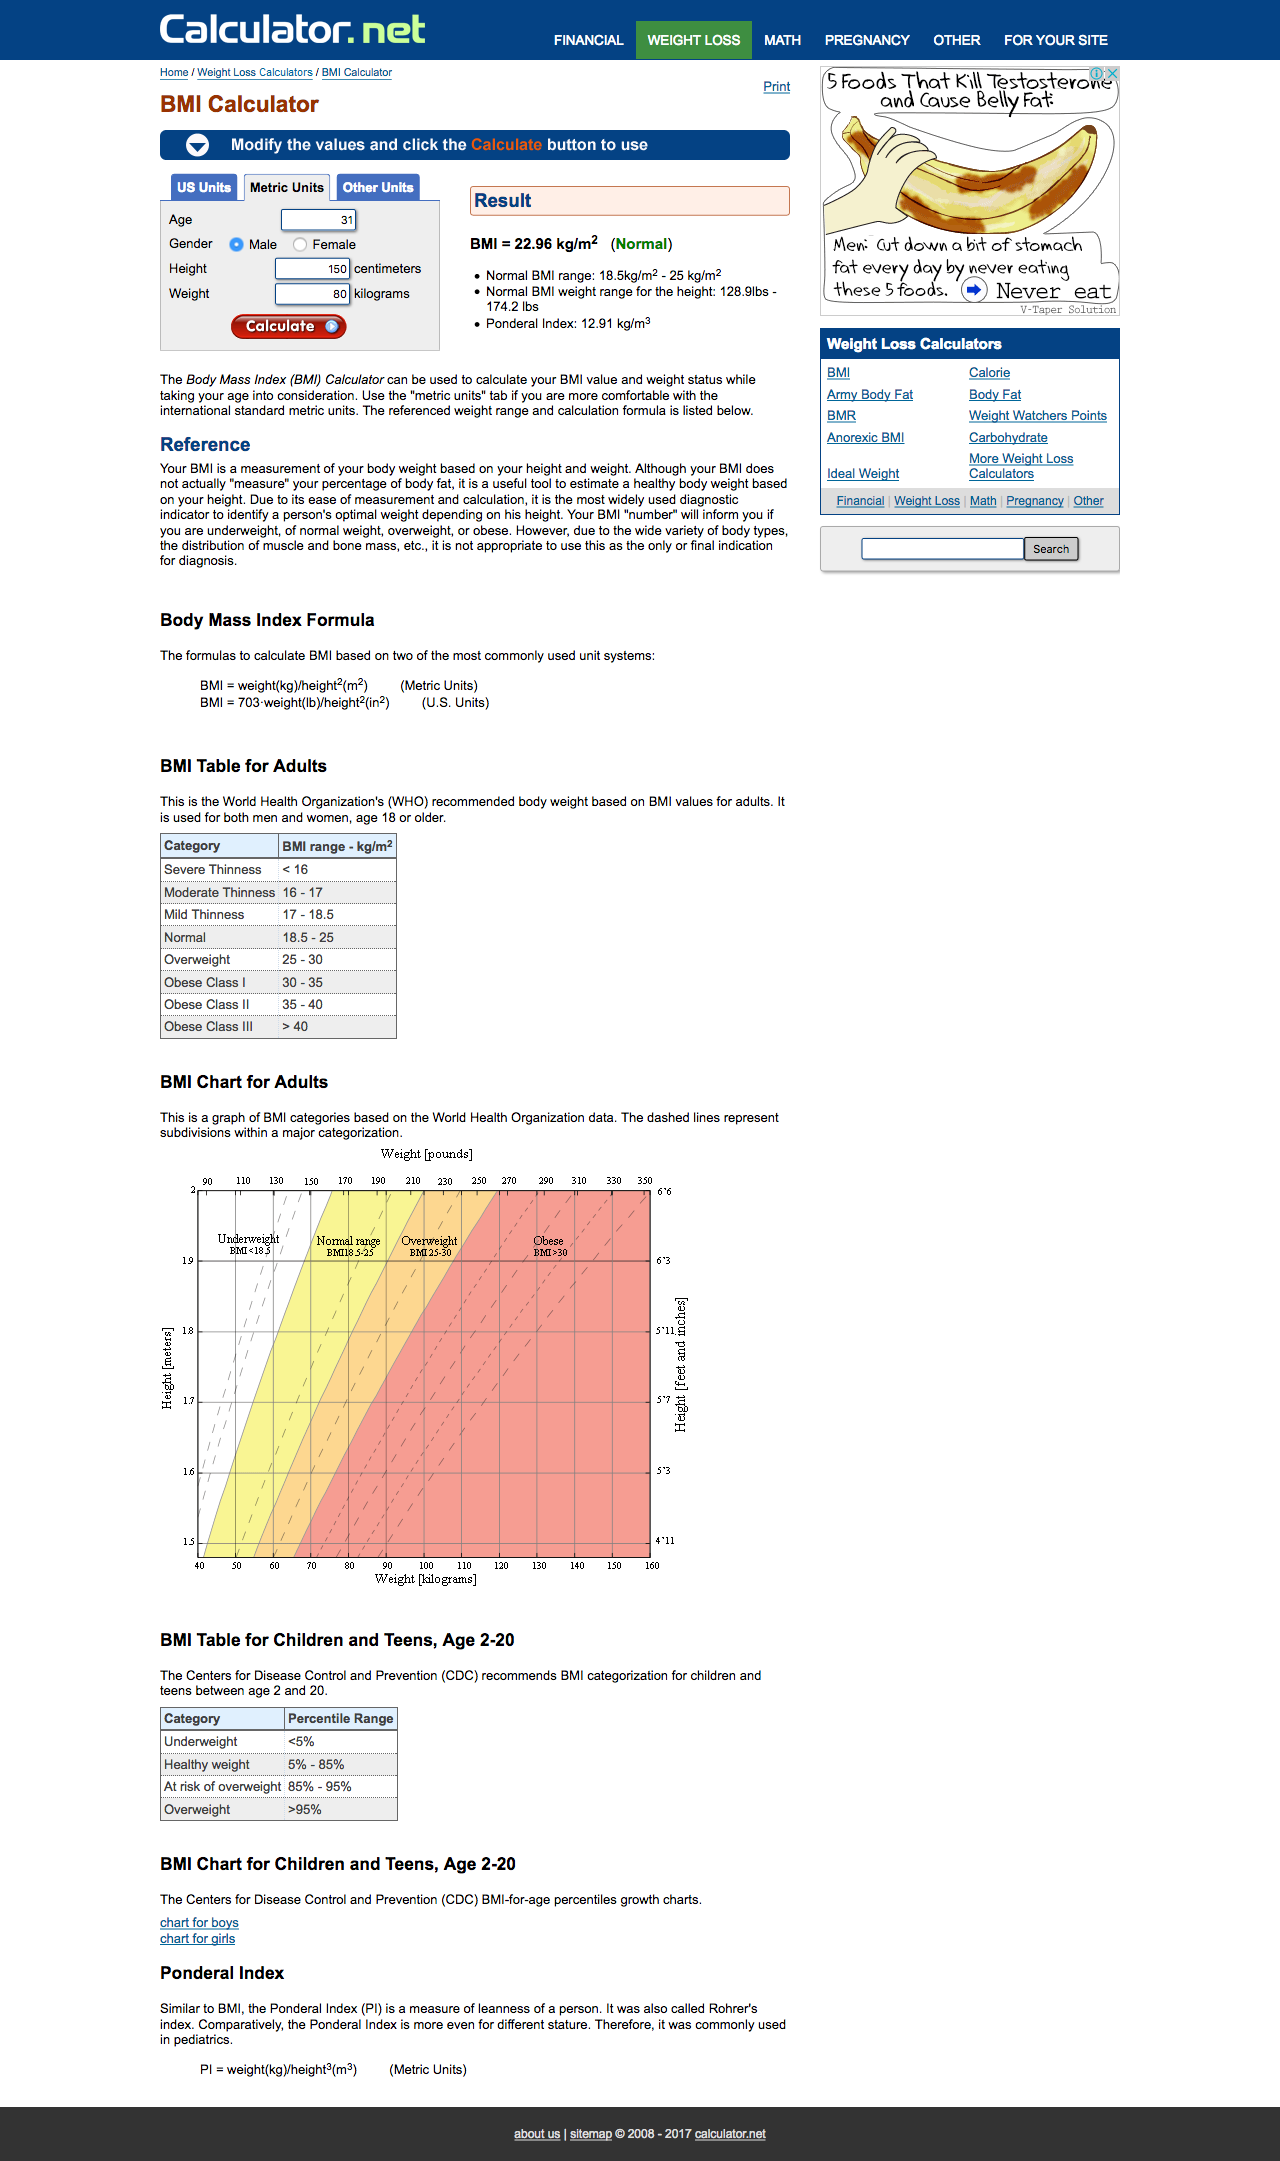 Calculator.net
FINANCIAL WEIGHT LOSS MATH PREGNANCY OTHER FOR YOUR SITE
Home / Weight Loss Calculators / BMI Calculator
Print
BMI Calculator
Modify the values and click the Calculate button to use
US Units Metric Units Other Units
Age 31
Gender Male Female
Height 150 centimeters
Weight 80 kilograms
Calculate
Result
BMI = 22.96 kg/m² (Normal)
Normal BMI range: 18.5kg/m² - 25 kg/m²
Normal BMI weight range for the height: 128.9lbs -
174.2 lbs
Ponderal Index: 12.91 kg/m³
The Body Mass Index (BMI) Calculator can be used to calculate your BMI value and weight status while
taking your age into consideration. Use the "metric units" tab if you are more comfortable with the
international standard metric units. The referenced weight range and calculation formula is listed below.
Reference
Your BMI is a measurement of your body weight based on your height and weight. Although your BMI does
not actually "measure" your percentage of body fat, it is a useful tool to estimate a healthy body weight based
on your height. Due to its ease of measurement and calculation, it is the most widely used diagnostic
indicator to identify a person's optimal weight depending on his height. Your BMI "number" will inform you if
you are underweight, of normal weight, overweight, or obese. However, due to the wide variety of body types,
the distribution of muscle and bone mass, etc., it is not appropriate to use this as the only or final indication
for diagnosis.
Body Mass Index Formula
The formulas to calculate BMI based on two of the most commonly used unit systems:
BMI = weight(kg)/height²(m²) (Metric Units)
BMI = 703·weight(lb)/height²(in²) (U.S. Units)
BMI Table for Adults
This is the World Health Organization's (WHO) recommended body weight based on BMI values for adults. It
is used for both men and women, age 18 or older.
Category BMI range - kg/m²
Severe Thinness < 16
Moderate Thinness 16 - 17
Mild Thinness 17 - 18.5
Normal 18.5 - 25
Overweight 25 - 30
Obese Class I 30 - 35
Obese Class II 35 - 40
Obese Class III > 40
BMI Chart for Adults
This is a graph of BMI categories based on the World Health Organization data. The dashed lines represent
subdivisions within a major categorization.
Weight [pounds]
90 110 130 150 170 190 210 230 250 270 290 310 330 350
2 6'6
Underweight Normal range Overweight Obese
BMI <18.5 BMI18.5-25 BMI 25-30 BMI >30
1.9 6'3
1.8 5'11
1.7 5'7
1.6 5'3
1.5 4'11
Height [meters]
Height [feet and inches]
40 50 60 70 80 90 100 110 120 130 140 150 160
Weight [kilograms]
BMI Table for Children and Teens, Age 2-20
The Centers for Disease Control and Prevention (CDC) recommends BMI categorization for children and
teens between age 2 and 20.
Category Percentile Range
Underweight <5%
Healthy weight 5% - 85%
At risk of overweight 85% - 95%
Overweight >95%
BMI Chart for Children and Teens, Age 2-20
The Centers for Disease Control and Prevention (CDC) BMI-for-age percentiles growth charts.
chart for boys
chart for girls
Ponderal Index
Similar to BMI, the Ponderal Index (PI) is a measure of leanness of a person. It was also called Rohrer's
index. Comparatively, the Ponderal Index is more even for different stature. Therefore, it was commonly used
in pediatrics.
PI = weight(kg)/height³(m³) (Metric Units)
5 Foods That Kill Testosterone
and Cause Belly Fat:
Men: Cut down a bit of stomach
fat every day by never eating
these 5 foods. Never eat
V-Taper Solution
Weight Loss Calculators
BMI Calorie
Army Body Fat Body Fat
BMR Weight Watchers Points
Anorexic BMI Carbohydrate
Ideal Weight More Weight Loss
Calculators
Financial | Weight Loss | Math | Pregnancy | Other
Search
about us | sitemap © 2008 - 2017 calculator.net